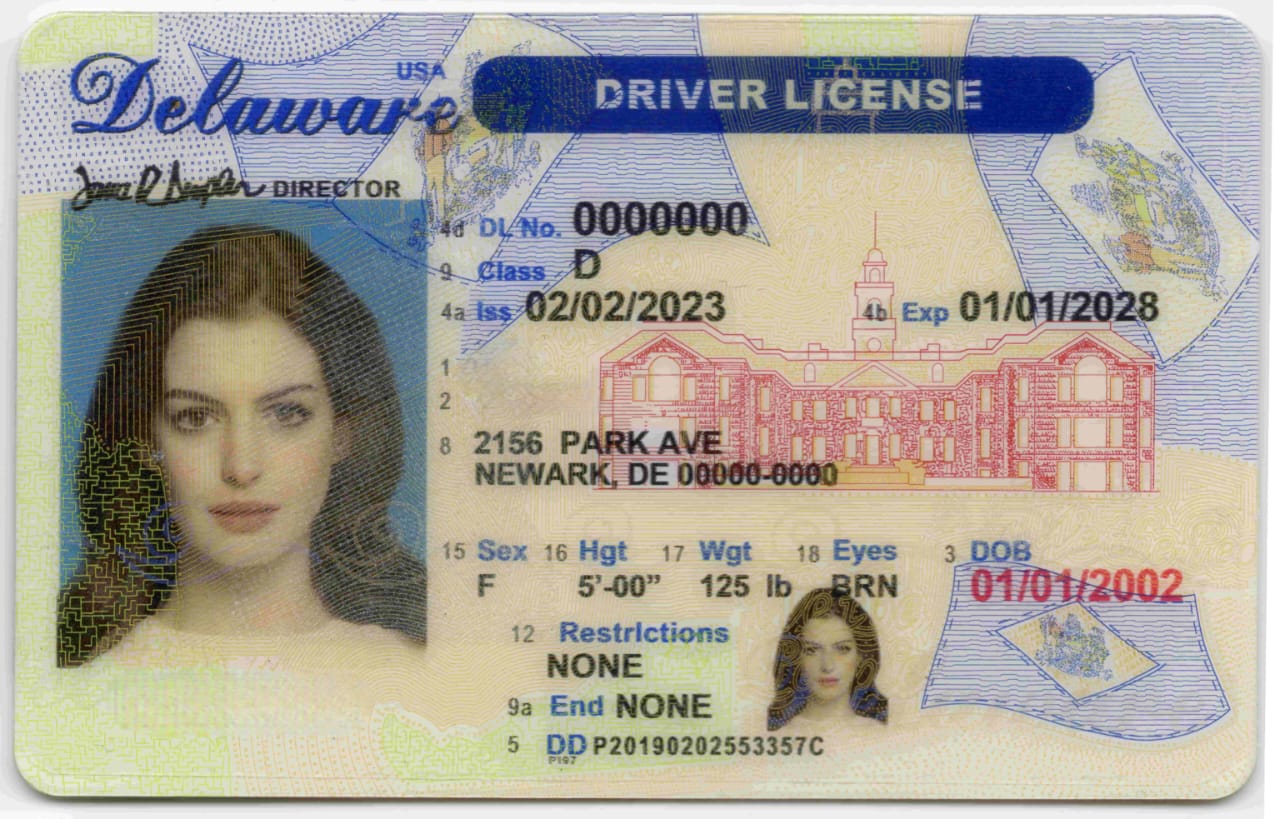 Delaware USA DRIVER LICENSE
DIRECTOR
4d DL No. 0000000
9 Class D
4a Iss 02/02/2023 4b Exp 01/01/2028
1
2
8 2156 PARK AVE
NEWARK, DE 00000-0000
15 Sex 16 Hgt 17 Wgt 18 Eyes 3 DOB
F 5'-00" 125 lb BRN 01/01/2002
12 Restrictions
NONE
9a End NONE
5 DD P20190202553357C
P197